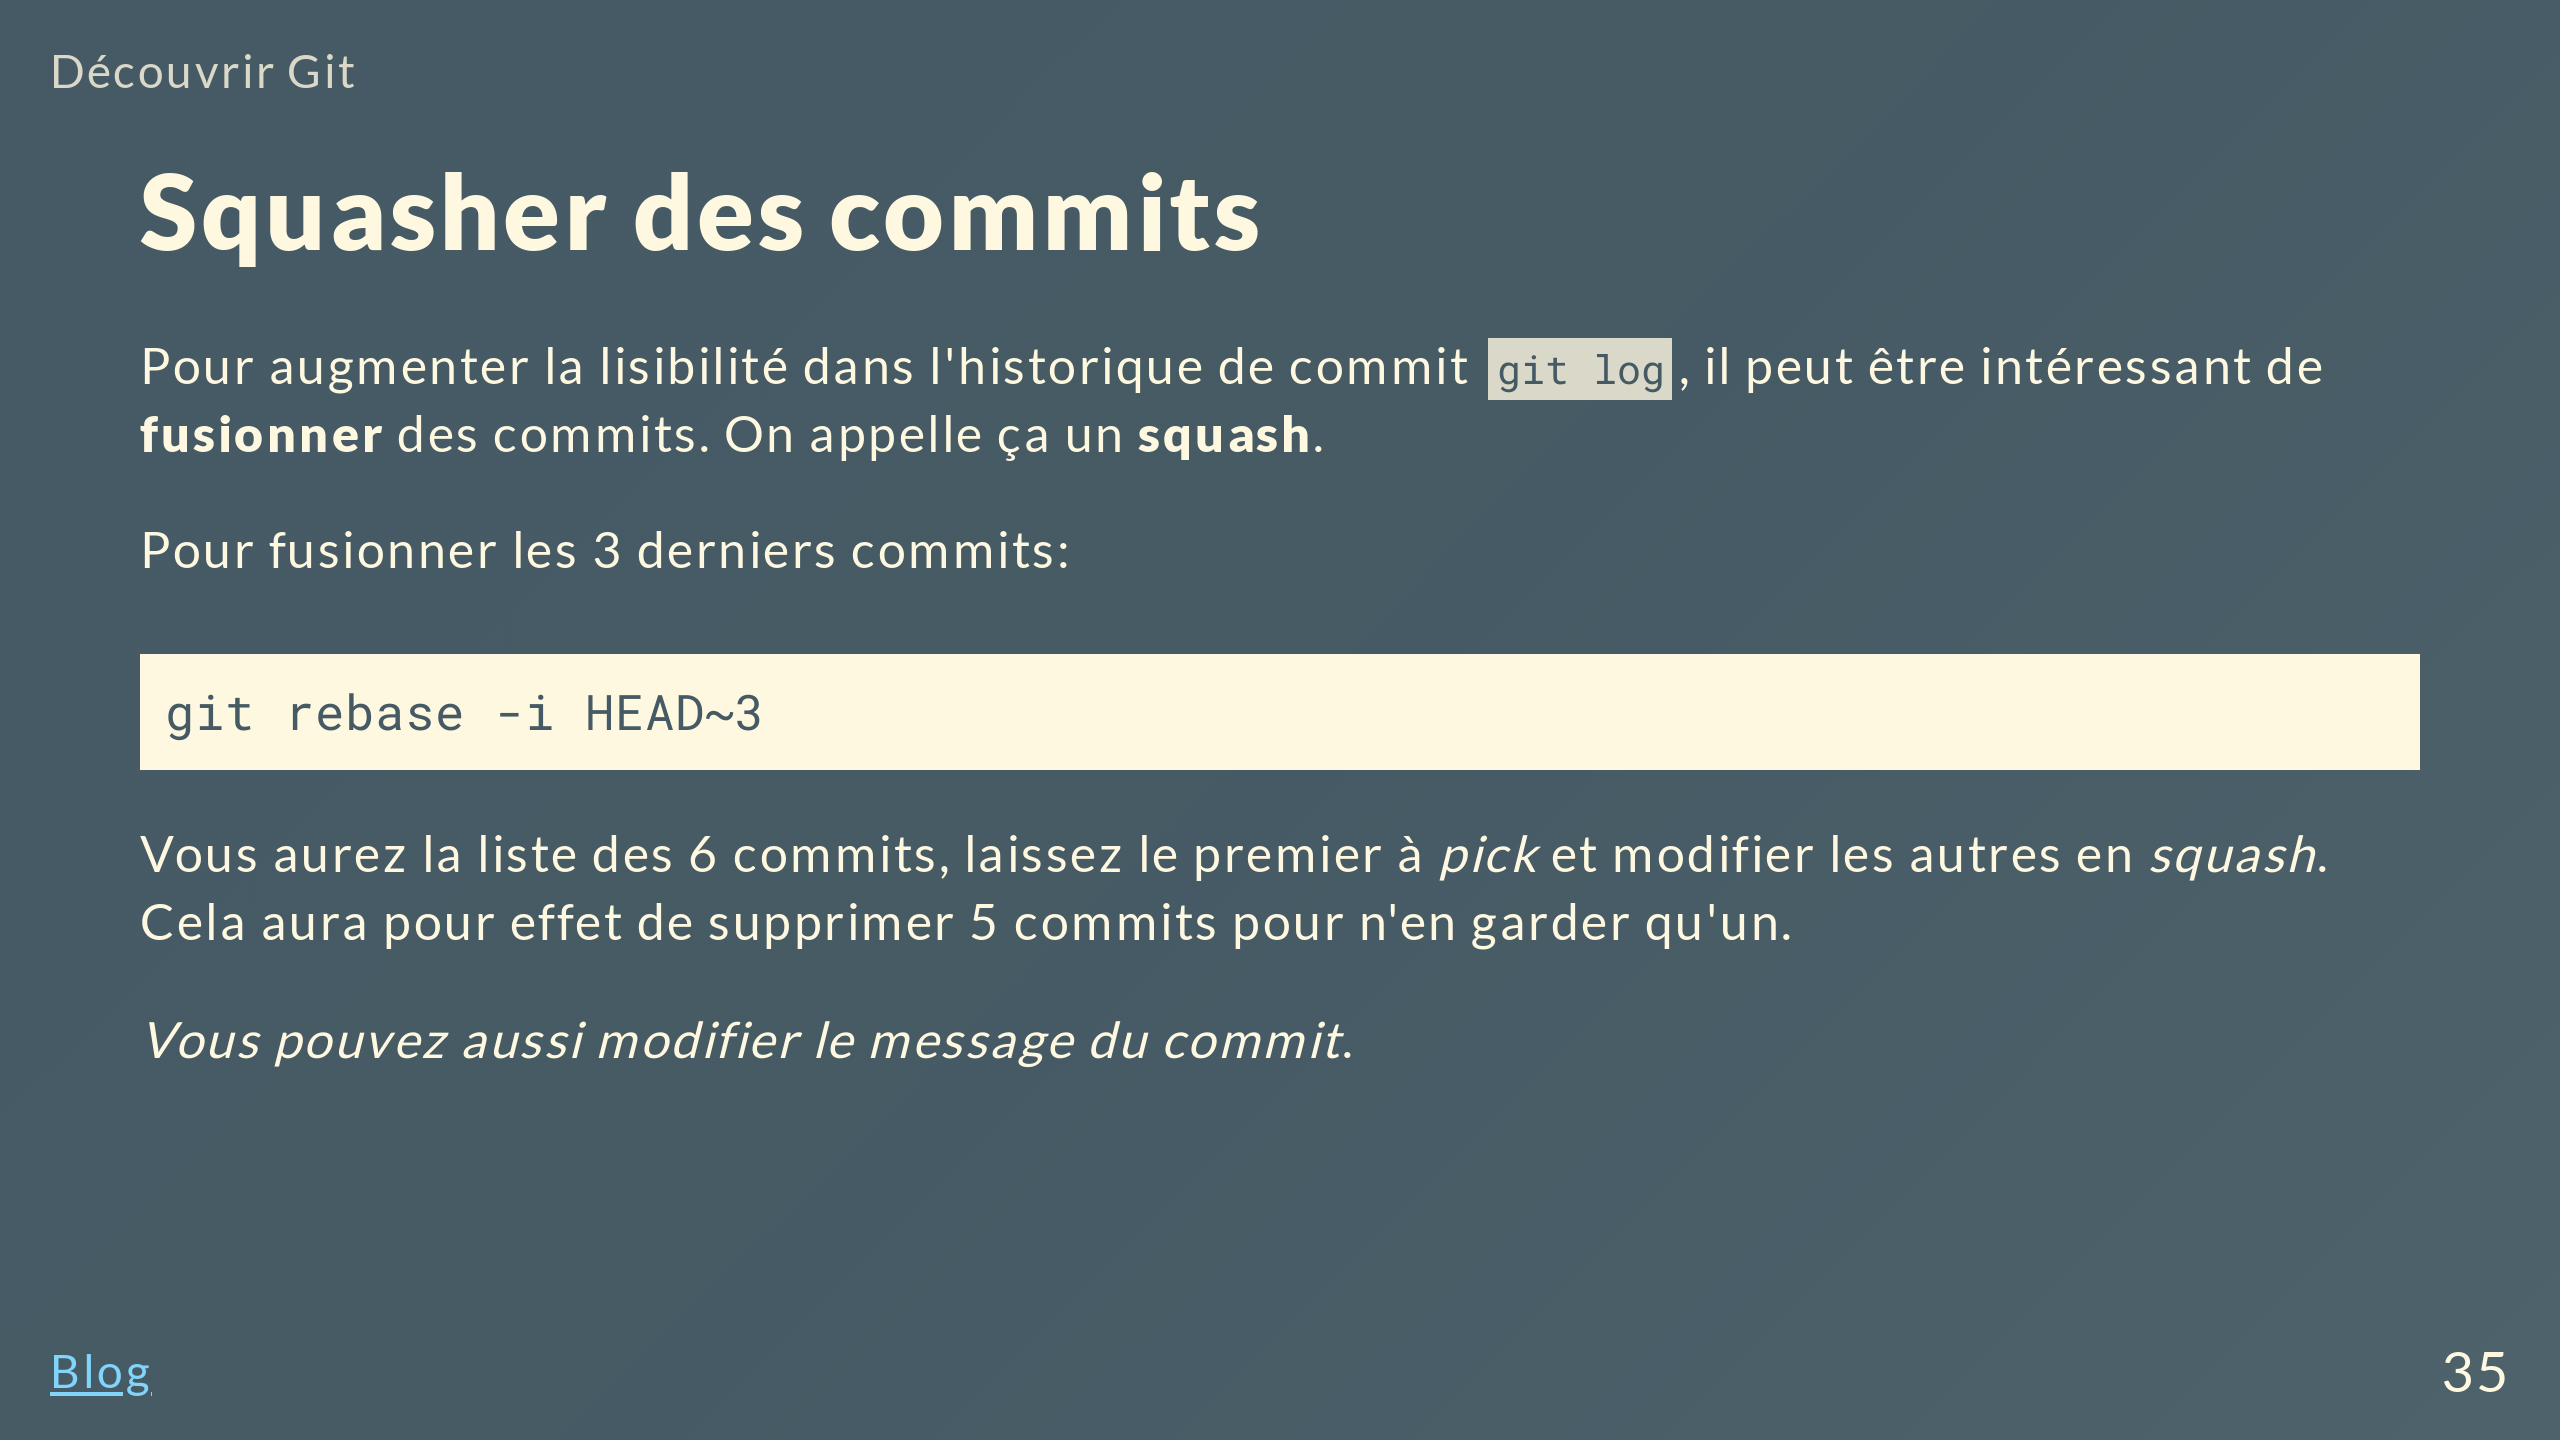 Découvrir Git
Squasher des commits
Pour augmenter la lisibilité dans l'historique de commit git log, il peut être intéressant de
fusionner des commits. On appelle ça un squash.
Pour fusionner les 3 derniers commits:
git rebase -i HEAD~3
Vous aurez la liste des 6 commits, laissez le premier à pick et modifier les autres en squash.
Cela aura pour effet de supprimer 5 commits pour n'en garder qu'un.
Vous pouvez aussi modifier le message du commit.
Blog
35